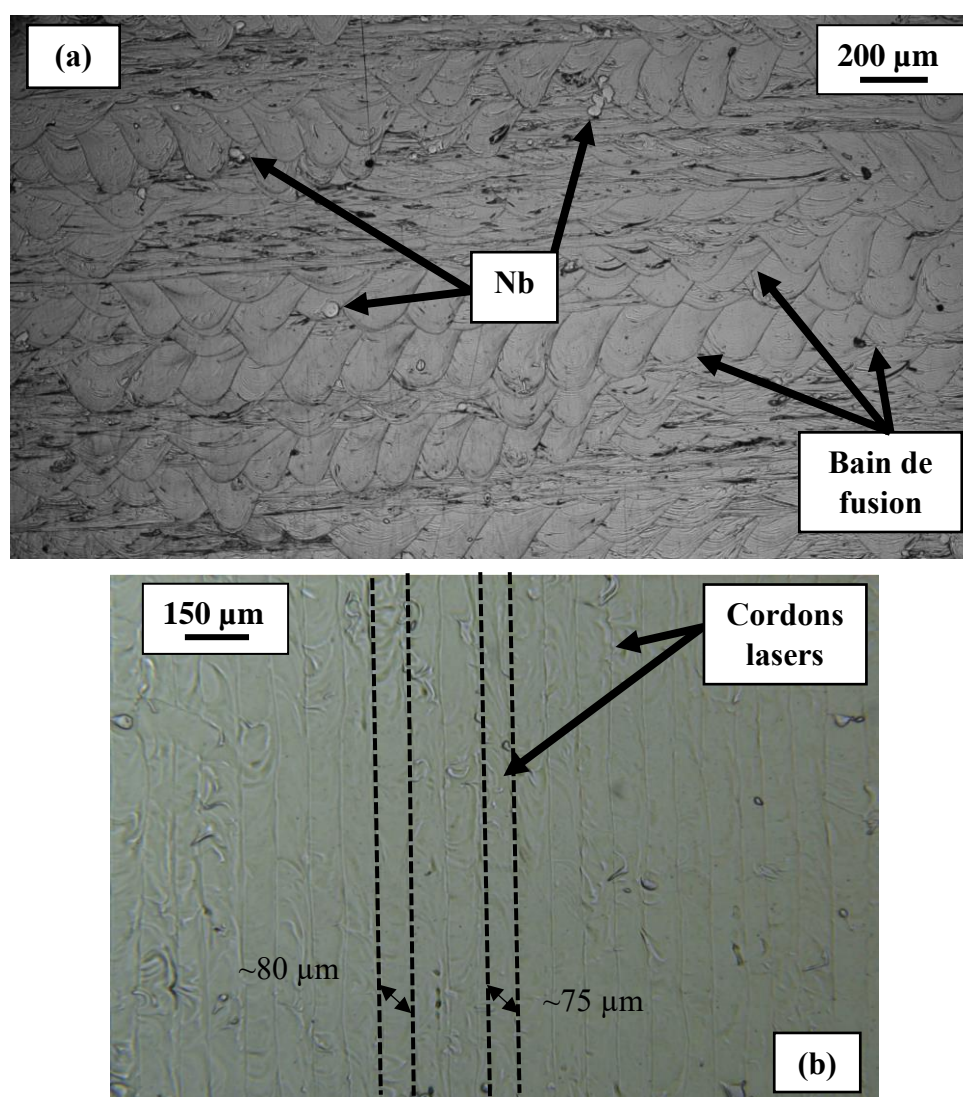 (a)
200 µm
Nb
Bain de
fusion
150 µm
Cordons
lasers
~80 µm
~75 µm
(b)